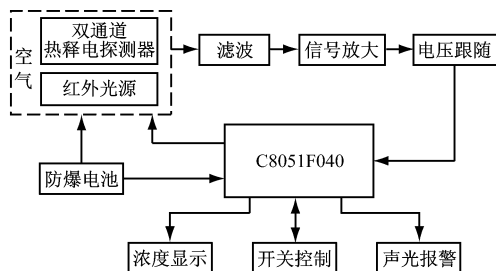 双通道
热释电探测器
空气
红外光源
滤波
信号放大
电压跟随
C8051F040
防爆电池
浓度显示
开关控制
声光报警